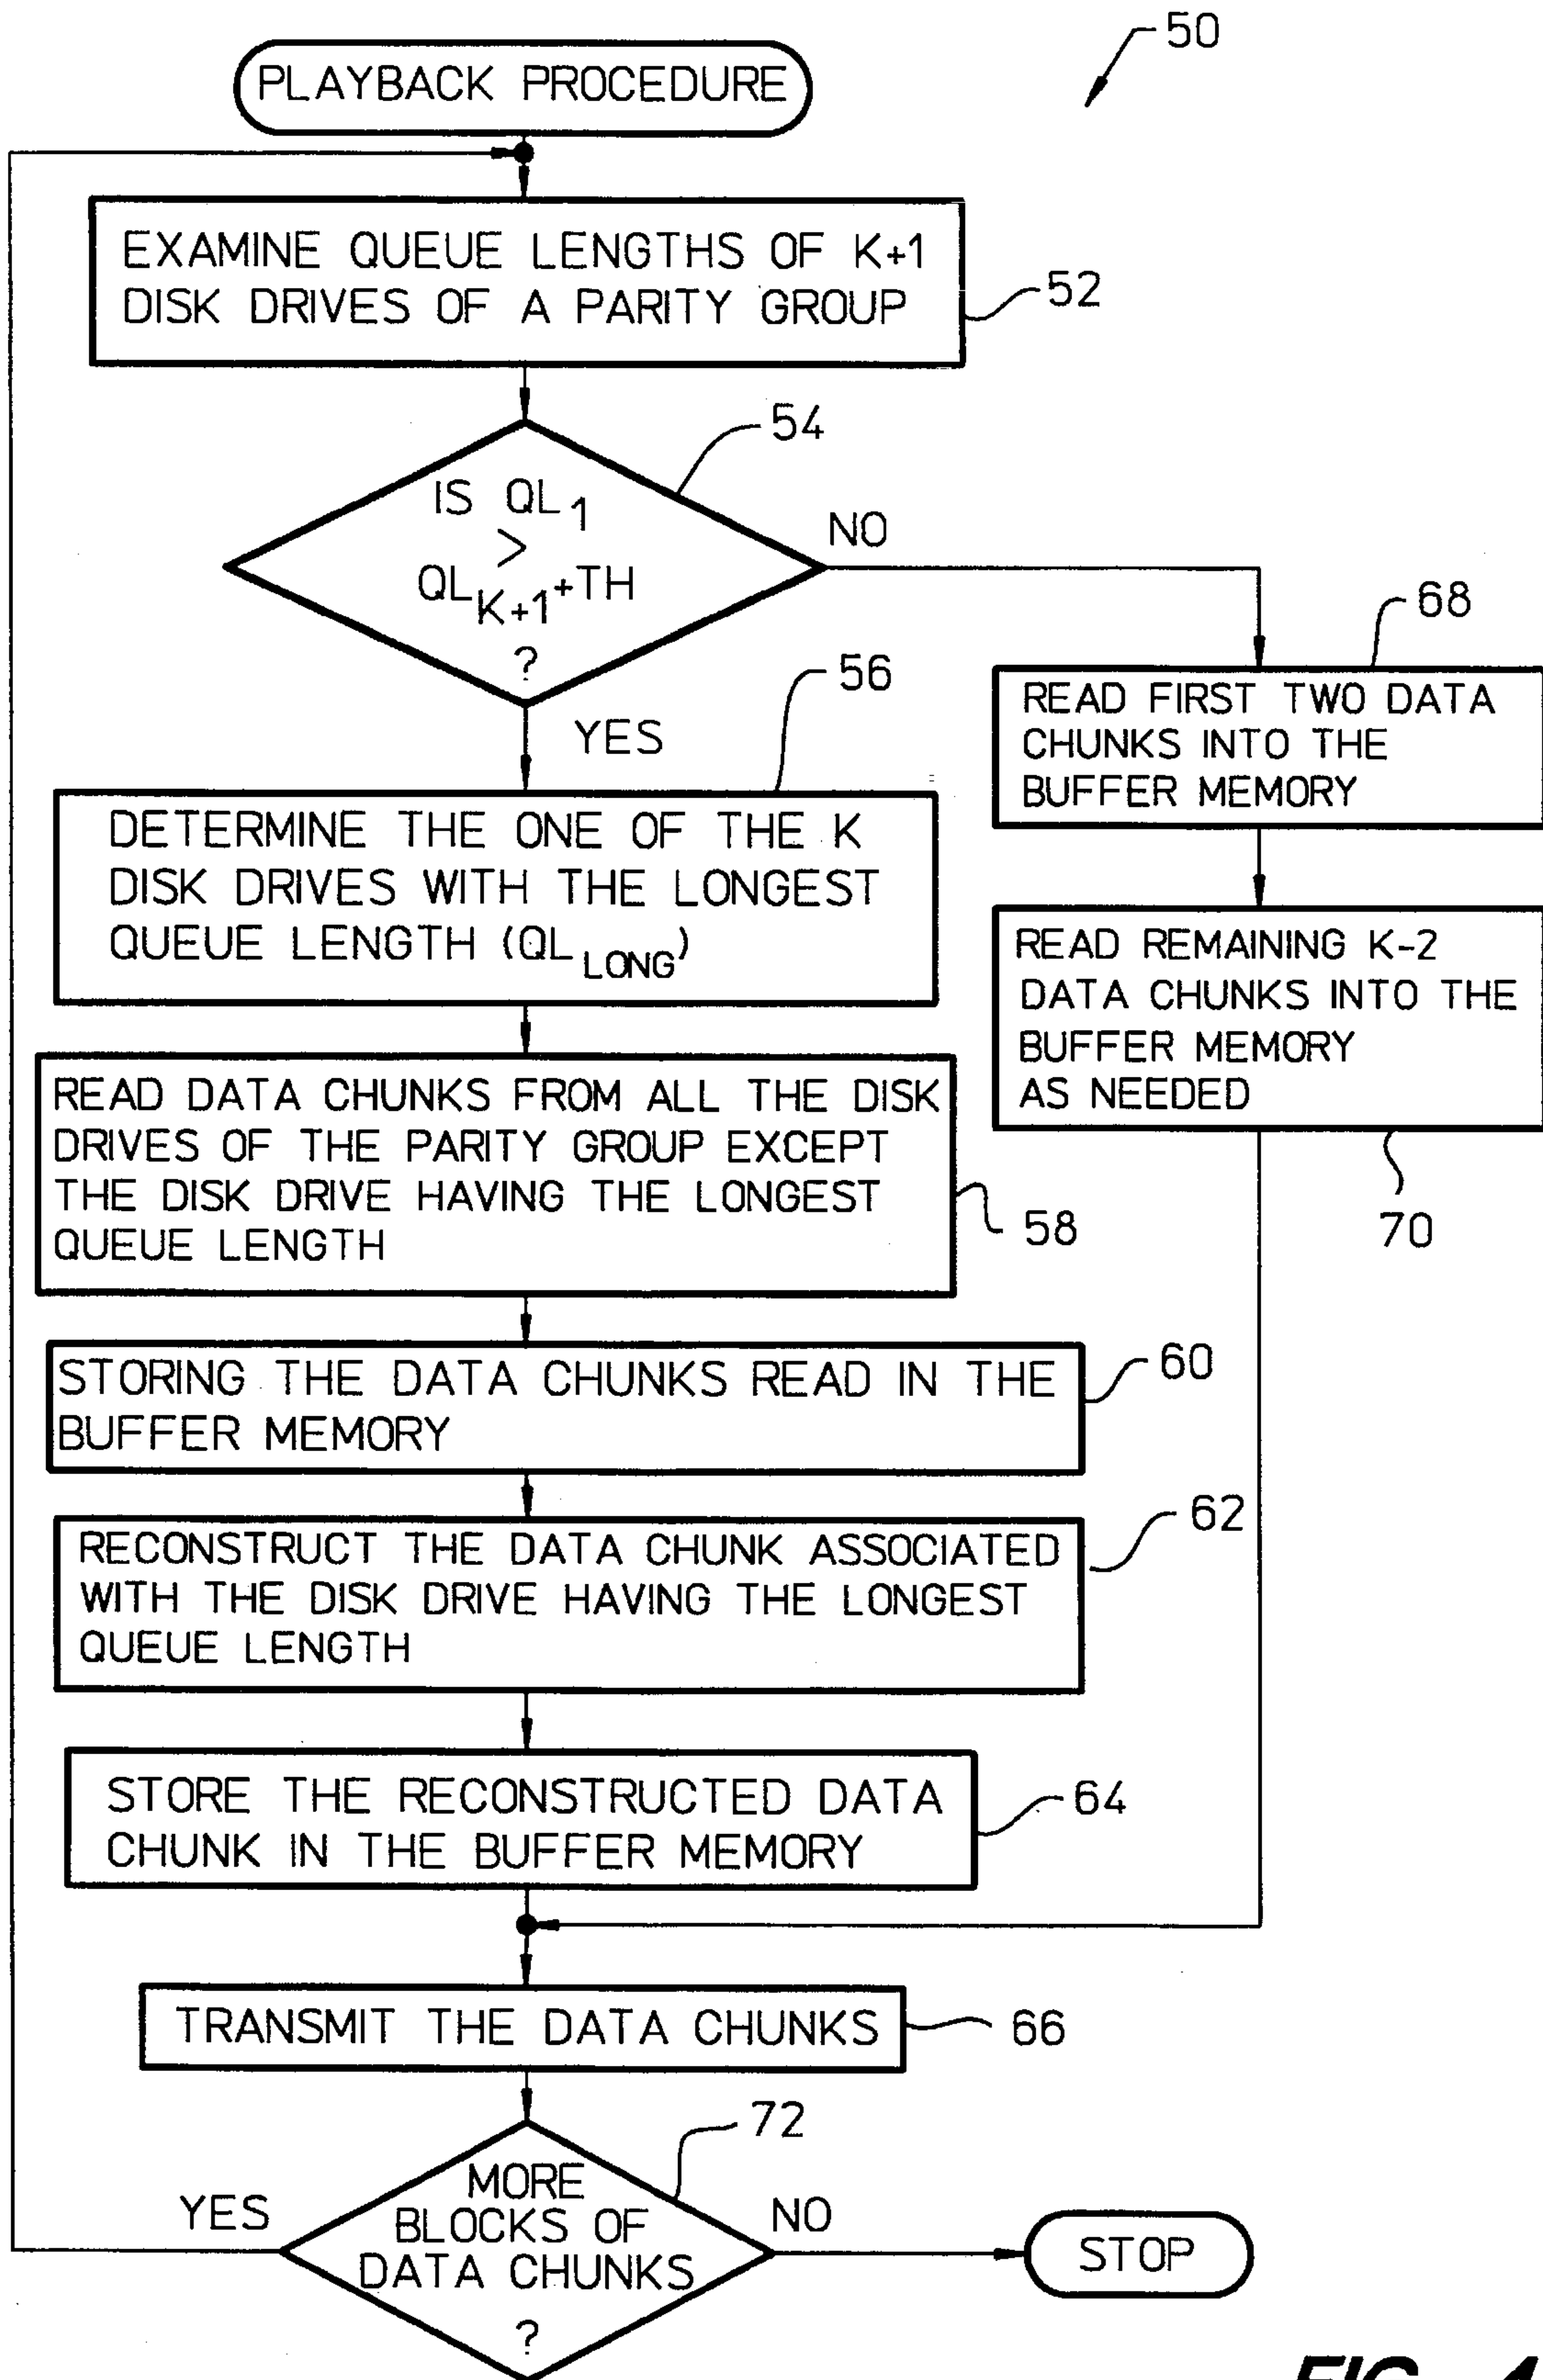 50
PLAYBACK PROCEDURE
EXAMINE QUEUE LENGTHS OF K+1
DISK DRIVES OF A PARITY GROUP
52
54
IS QL1
>
QLK+1+TH
?
NO
YES
68
READ FIRST TWO DATA
CHUNKS INTO THE
BUFFER MEMORY
56
DETERMINE THE ONE OF THE K
DISK DRIVES WITH THE LONGEST
QUEUE LENGTH (QLLONG)
READ REMAINING K-2
DATA CHUNKS INTO THE
BUFFER MEMORY
AS NEEDED
70
READ DATA CHUNKS FROM ALL THE DISK
DRIVES OF THE PARITY GROUP EXCEPT
THE DISK DRIVE HAVING THE LONGEST
QUEUE LENGTH
58
STORING THE DATA CHUNKS READ IN THE
BUFFER MEMORY
60
RECONSTRUCT THE DATA CHUNK ASSOCIATED
WITH THE DISK DRIVE HAVING THE LONGEST
QUEUE LENGTH
62
STORE THE RECONSTRUCTED DATA
CHUNK IN THE BUFFER MEMORY
64
TRANSMIT THE DATA CHUNKS
66
72
MORE
BLOCKS OF
DATA CHUNKS
?
YES
NO
STOP